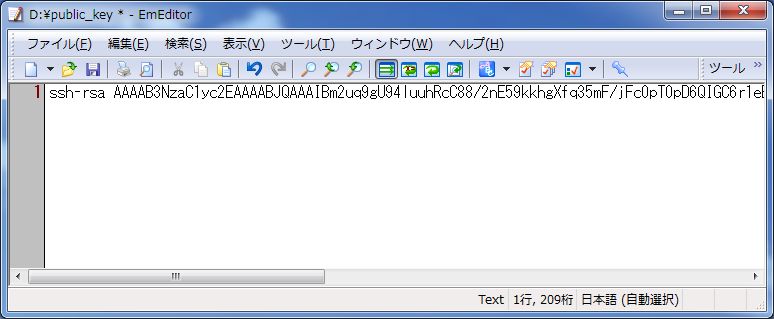 D:¥public_key * - EmEditor
ファイル(F) 編集(E) 検索(S) 表示(V) ツール(T) ウィンドウ(W) ヘルプ(H)
ツール »
1 ssh-rsa AAAAB3NzaC1yc2EAAAABJQAAAIBm2uq9gU94luuhRcC88/2nE59kkhgXfq35mF/jFcOpTOpD6QIGC6r1eB
Text 1行, 209桁 日本語 (自動選択)